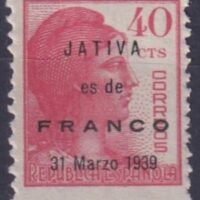 40
CTS
JATIVA
es de
FRANCO
31 Marzo 1939
CORREOS
REPUBLICA ESPAÑOLA